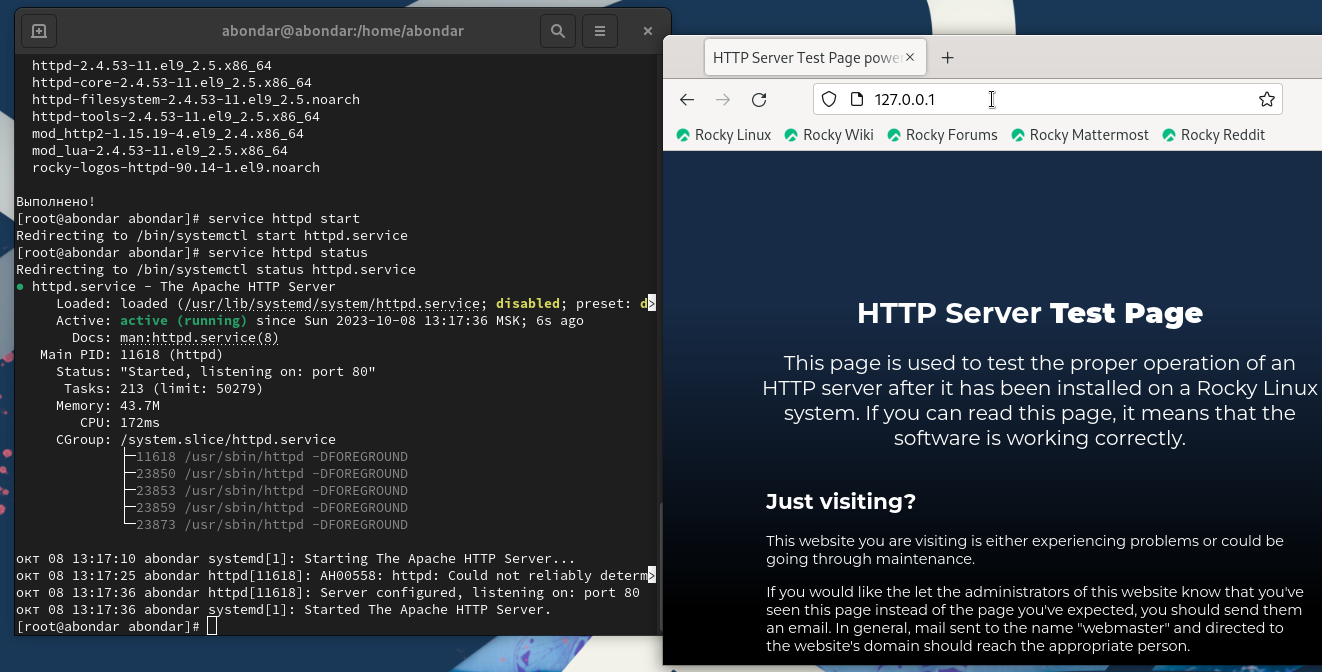 abondar@abondar:/home/abondar
httpd-2.4.53-11.el9_2.5.x86_64
httpd-core-2.4.53-11.el9_2.5.x86_64
httpd-filesystem-2.4.53-11.el9_2.5.noarch
httpd-tools-2.4.53-11.el9_2.5.x86_64
mod_http2-1.15.19-4.el9_2.4.x86_64
mod_lua-2.4.53-11.el9_2.5.x86_64
rocky-logos-httpd-90.14-1.el9.noarch
Выполнено!
[root@abondar abondar]# service httpd start
Redirecting to /bin/systemctl start httpd.service
[root@abondar abondar]# service httpd status
Redirecting to /bin/systemctl status httpd.service
● httpd.service - The Apache HTTP Server
Loaded: loaded (/usr/lib/systemd/system/httpd.service; disabled; preset: d>
Active: active (running) since Sun 2023-10-08 13:17:36 MSK; 6s ago
Docs: man:httpd.service(8)
Main PID: 11618 (httpd)
Status: "Started, listening on: port 80"
Tasks: 213 (limit: 50279)
Memory: 43.7M
CPU: 172ms
CGroup: /system.slice/httpd.service
├─11618 /usr/sbin/httpd -DFOREGROUND
├─23850 /usr/sbin/httpd -DFOREGROUND
├─23853 /usr/sbin/httpd -DFOREGROUND
├─23859 /usr/sbin/httpd -DFOREGROUND
└─23873 /usr/sbin/httpd -DFOREGROUND
окт 08 13:17:10 abondar systemd[1]: Starting The Apache HTTP Server...
окт 08 13:17:25 abondar httpd[11618]: AH00558: httpd: Could not reliably determ>
окт 08 13:17:36 abondar httpd[11618]: Server configured, listening on: port 80
окт 08 13:17:36 abondar systemd[1]: Started The Apache HTTP Server.
[root@abondar abondar]#
HTTP Server Test Page powe
127.0.0.1
Rocky Linux Rocky Wiki Rocky Forums Rocky Mattermost Rocky Reddit
HTTP Server Test Page
This page is used to test the proper operation of an
HTTP server after it has been installed on a Rocky Linux
system. If you can read this page, it means that the
software is working correctly.
Just visiting?
This website you are visiting is either experiencing problems or could be
going through maintenance.
If you would like the let the administrators of this website know that you've
seen this page instead of the page you've expected, you should send them
an email. In general, mail sent to the name "webmaster" and directed to
the website's domain should reach the appropriate person.